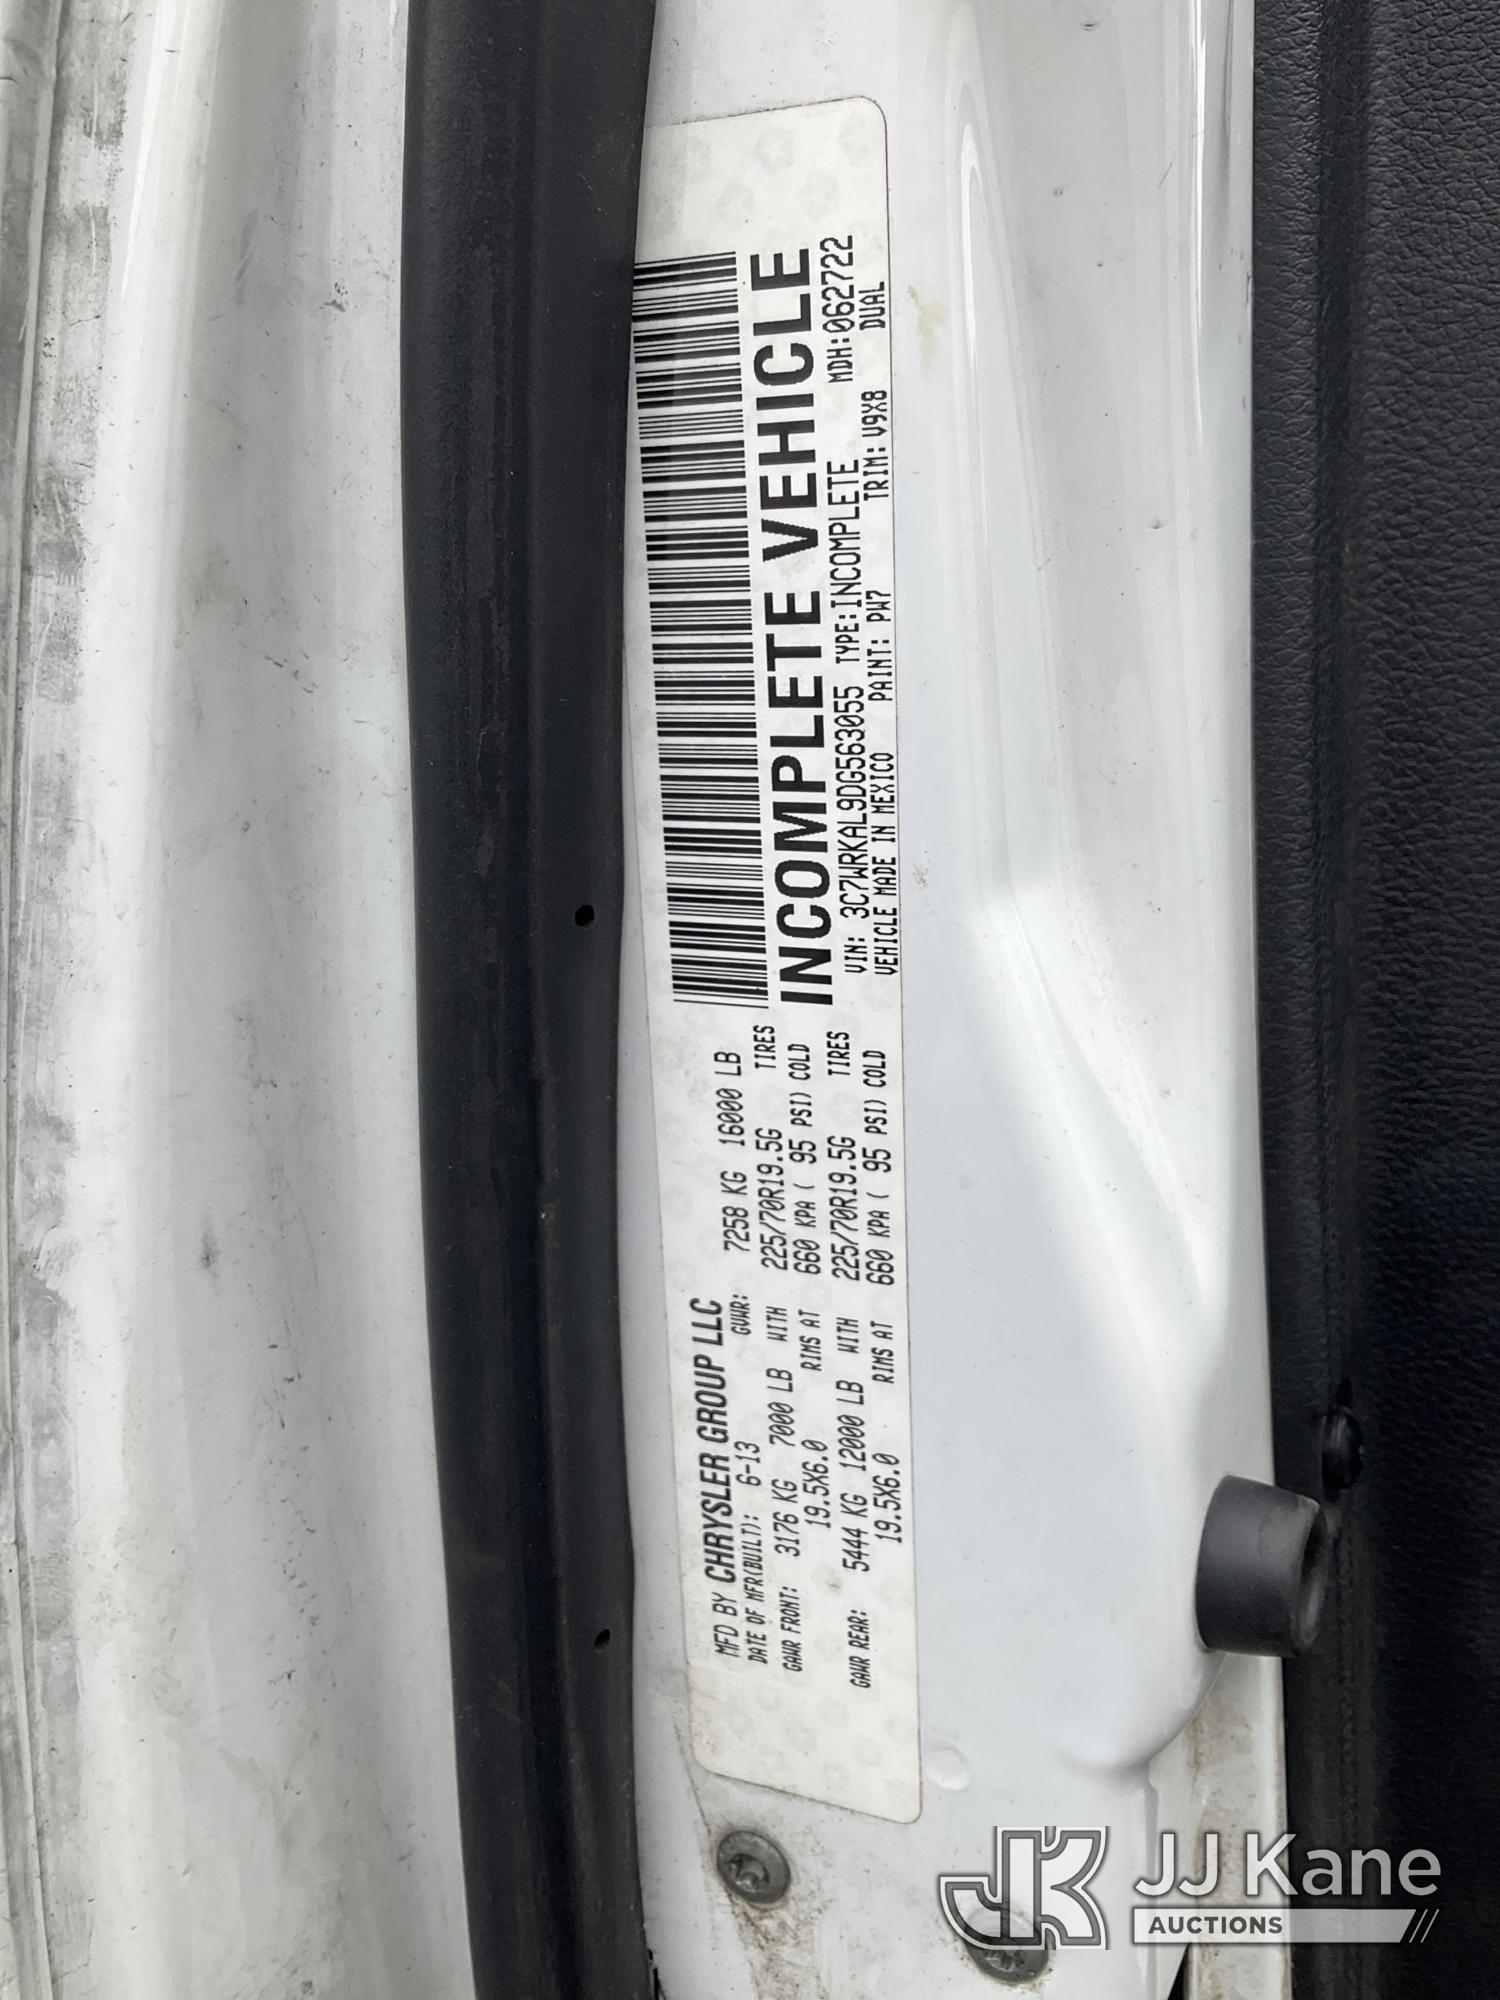 MFD BY CHRYSLER GROUP LLC
DATE OF MFR(BUILT): 6-13 GVWR: 7258 KG 16000 LB
GAWR FRONT: 3176 KG 7000 LB WITH 225/70R19.5G TIRES
19.5X6.0 RIMS AT 660 KPA ( 95 PSI) COLD
GAWR REAR: 5444 KG 12000 LB WITH 225/70R19.5G TIRES
19.5X6.0 RIMS AT 660 KPA ( 95 PSI) COLD
INCOMPLETE VEHICLE
VIN: 3C7WRKAL9DG563055 TYPE:INCOMPLETE MDH:062722
VEHICLE MADE IN MEXICO PAINT: PW7 TRIM: V9X8 DUAL
JK JJ Kane
AUCTIONS